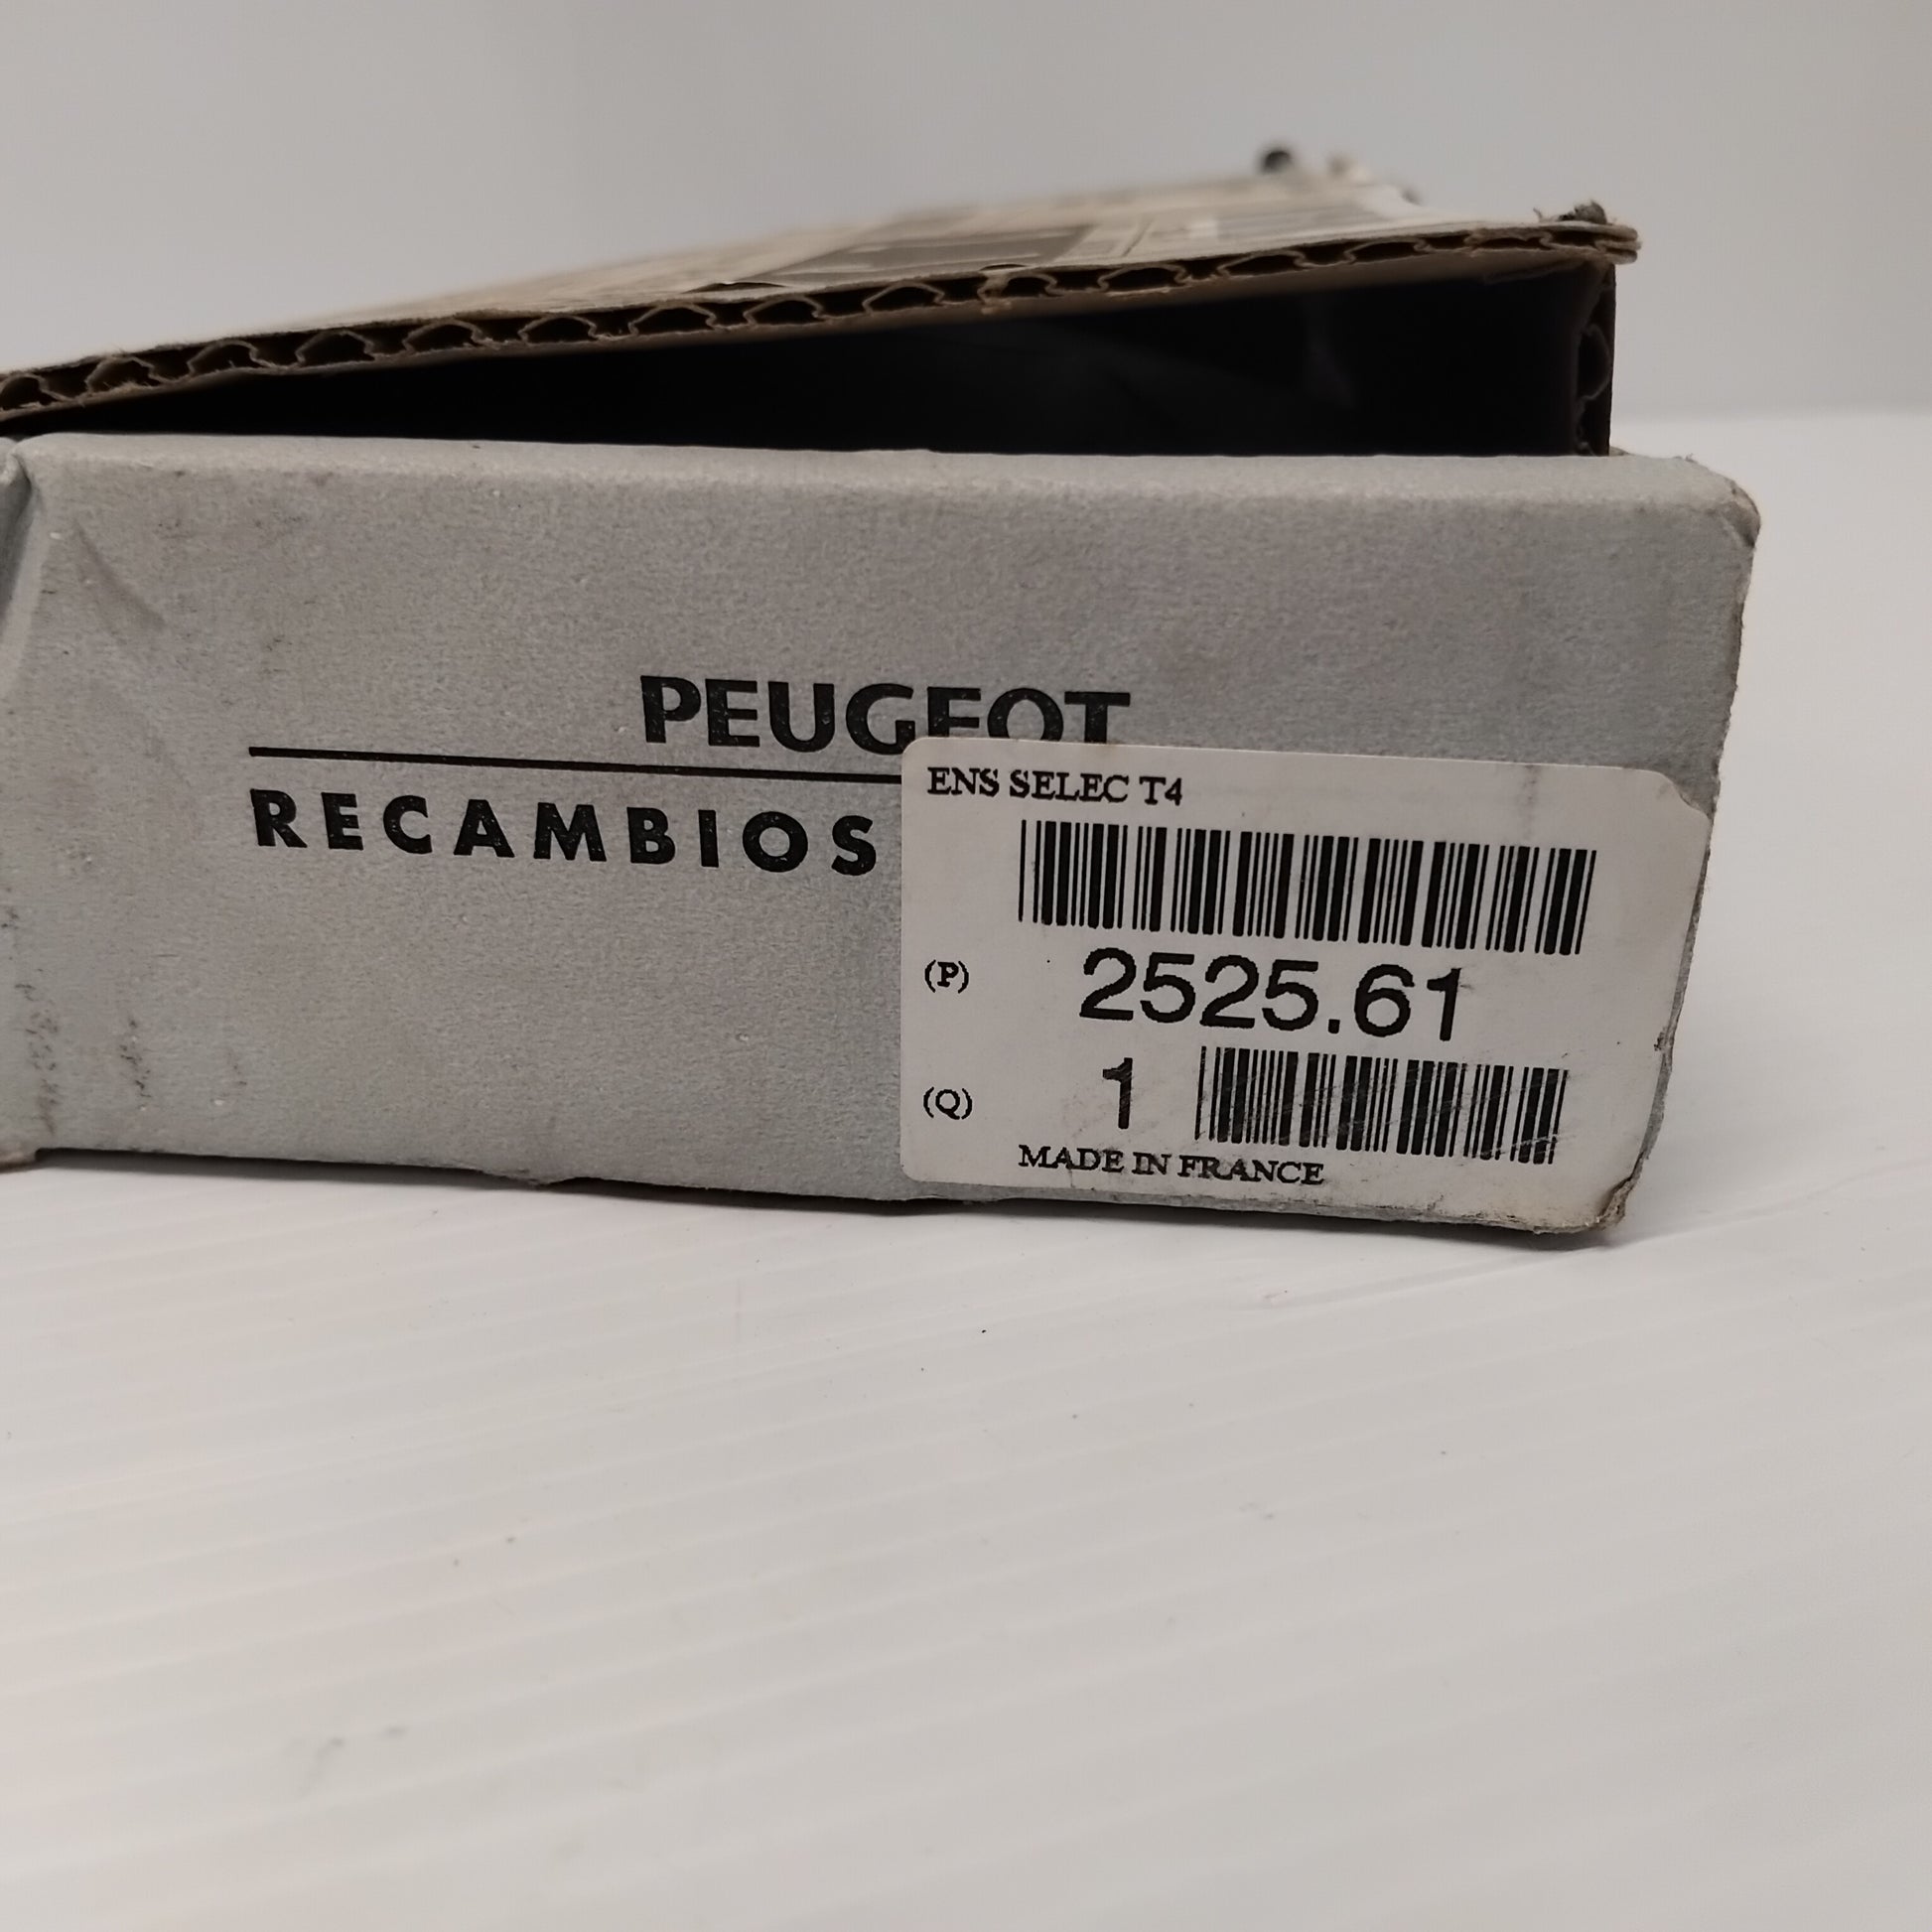 PEUGEOT
RECAMBIOS
ENS SELEC T4
(P) 2525.61
(Q) 1
MADE IN FRANCE